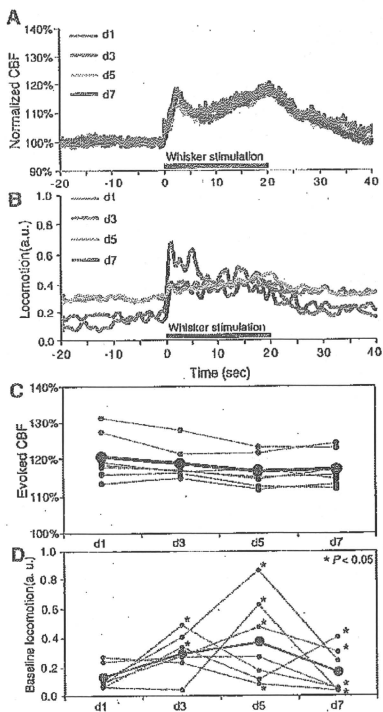 A
140%
130%
120%
110%
100%
90%
Normalized CBF
d1
d3
d5
d7
Whisker stimulation
-20 -10 0 10 20 30 40
B
1.0
0.8
0.6
0.4
0.2
0.0
Locomotion(a.u.)
d1
d3
d5
d7
Whisker stimulation
-20 -10 0 10 20 30 40
Time (sec)
C
140%
130%
120%
110%
100%
Evoked CBF
d1 d3 d5 d7
D
1.0
0.8
0.6
0.4
0.2
0.0
Baseline locomotion(a. u.)
* P < 0.05
d1 d3 d5 d7